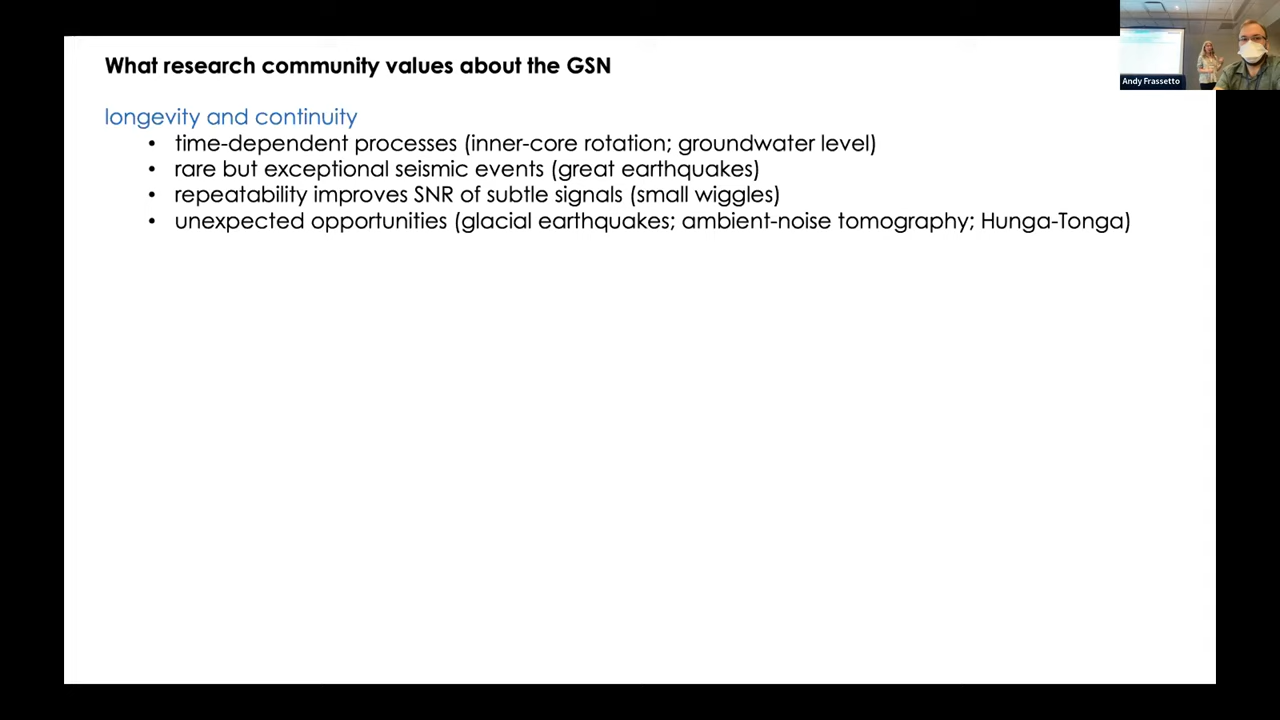 What research community values about the GSN
longevity and continuity
• time-dependent processes (inner-core rotation; groundwater level)
• rare but exceptional seismic events (great earthquakes)
• repeatability improves SNR of subtle signals (small wiggles)
• unexpected opportunities (glacial earthquakes; ambient-noise tomography; Hunga-Tonga)
Andy Frassetto